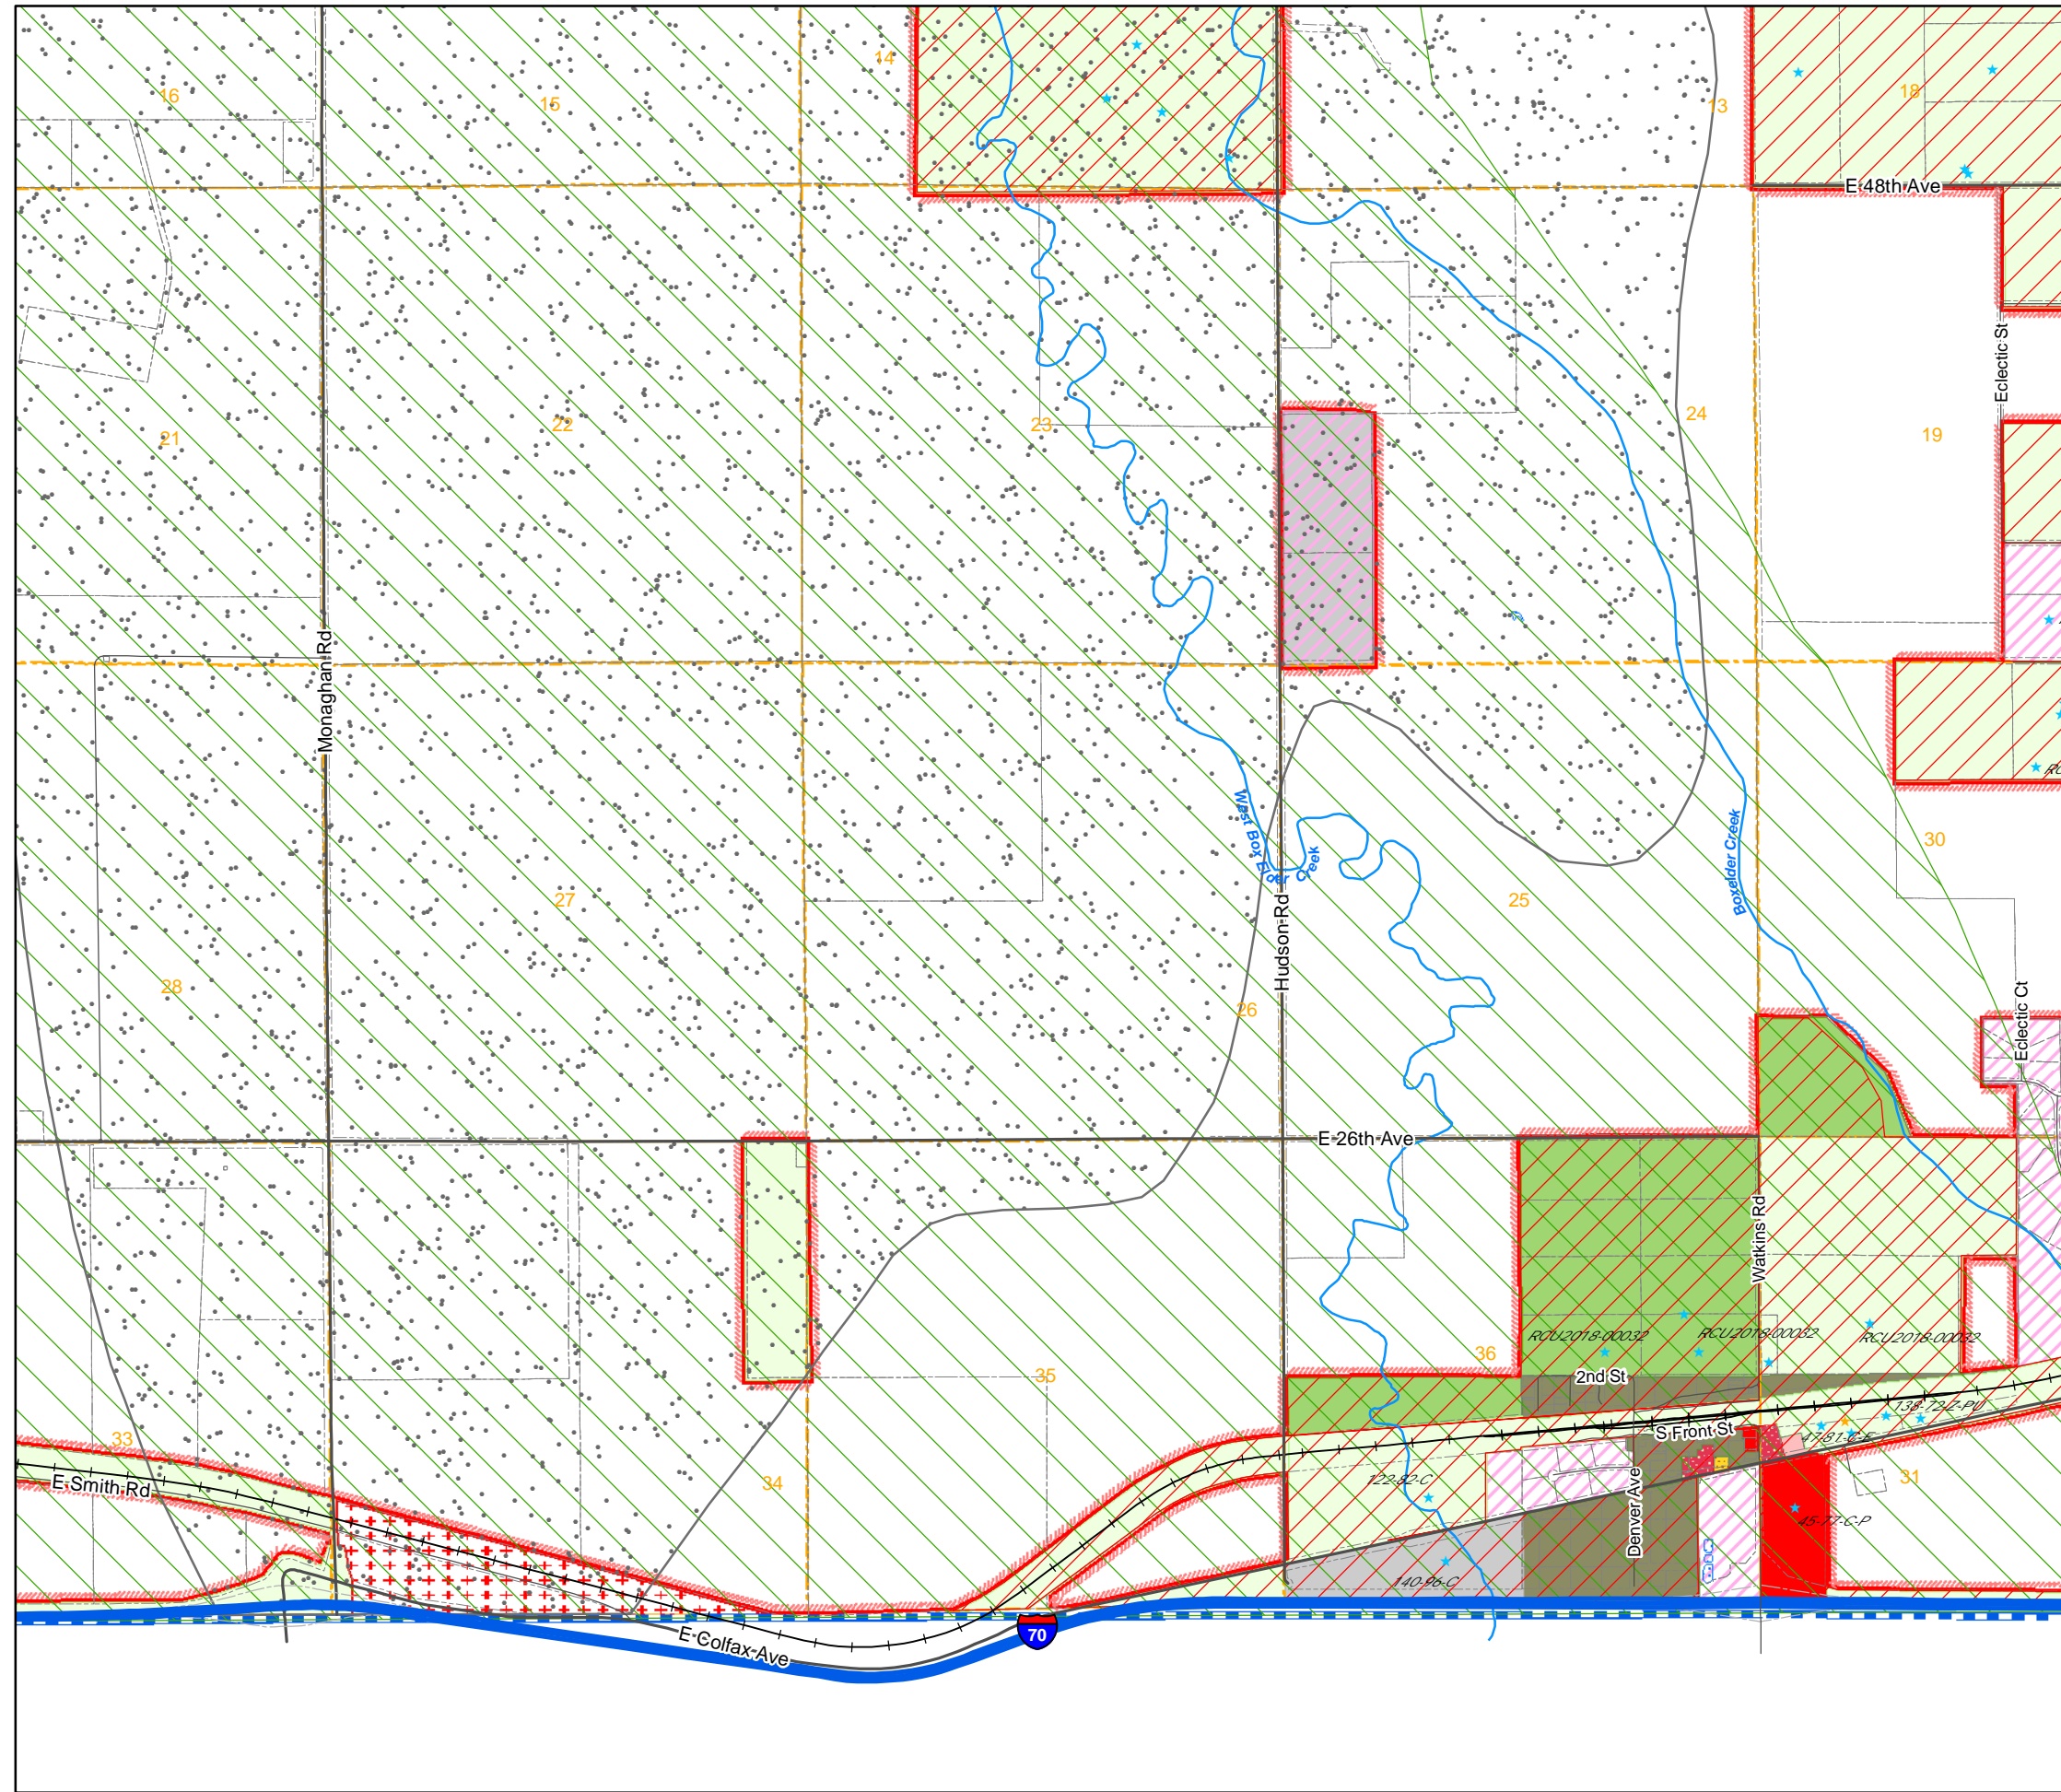 14
16
15
13
18
E 48th Ave
Eclectic St
24
19
21
22
23
Monaghan Rd
West Box Elder Creek
Boxelder Creek
30
27
25
Hudson Rd
28
26
Eclectic Ct
E 26th Ave
Watkins Rd
RCU2018-00032
RCU2018-00032
RCU2018-00032
36
35
2nd St
138-72-Z-PU
S Front St
33
47-81-C-E
E Smith Rd
34
122-82-C
31
Denver Ave
45-77-C-P
140-96-C
E Colfax Ave
70